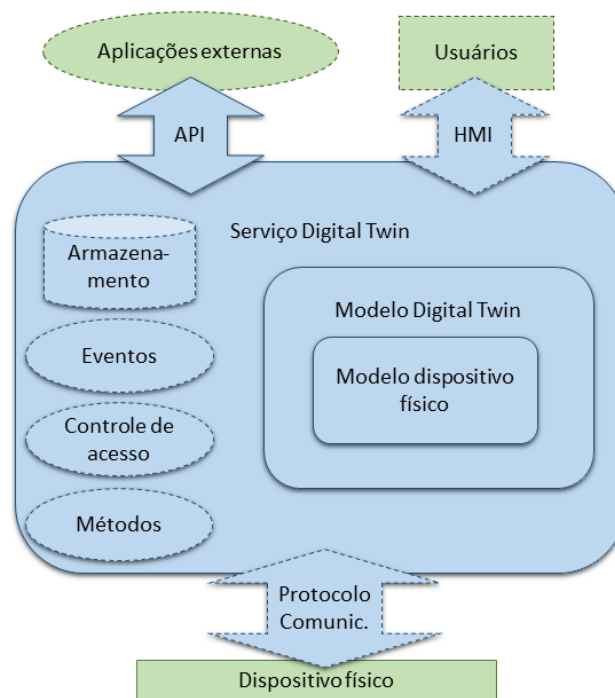 Aplicações externas
Usuários
API
HMI
Serviço Digital Twin
Armazena-
mento
Eventos
Controle de
acesso
Métodos
Modelo Digital Twin
Modelo dispositivo
físico
Protocolo
Comunic.
Dispositivo físico